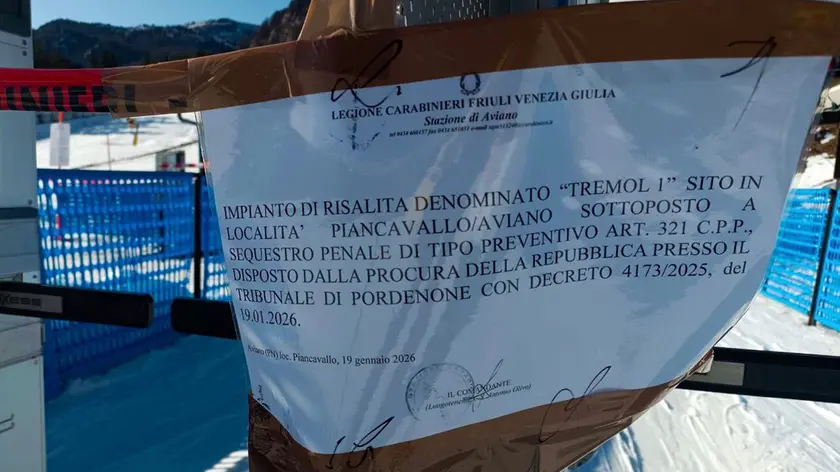 LEGIONE CARABINIERI FRIULI VENEZIA GIULIA
Stazione di Aviano
IMPIANTO DI RISALITA DENOMINATO "TREMOL 1" SITO IN
LOCALITA' PIANCAVALLO/AVIANO SOTTOPOSTO A
SEQUESTRO PENALE DI TIPO PREVENTIVO ART. 321 C.P.P.,
DISPOSTO DALLA PROCURA DELLA REPUBBLICA PRESSO IL
TRIBUNALE DI PORDENONE CON DECRETO 4173/2025, del
19.01.2026.
(PN) loc. Piancavallo, 19 gennaio 2026
IL COMANDANTE